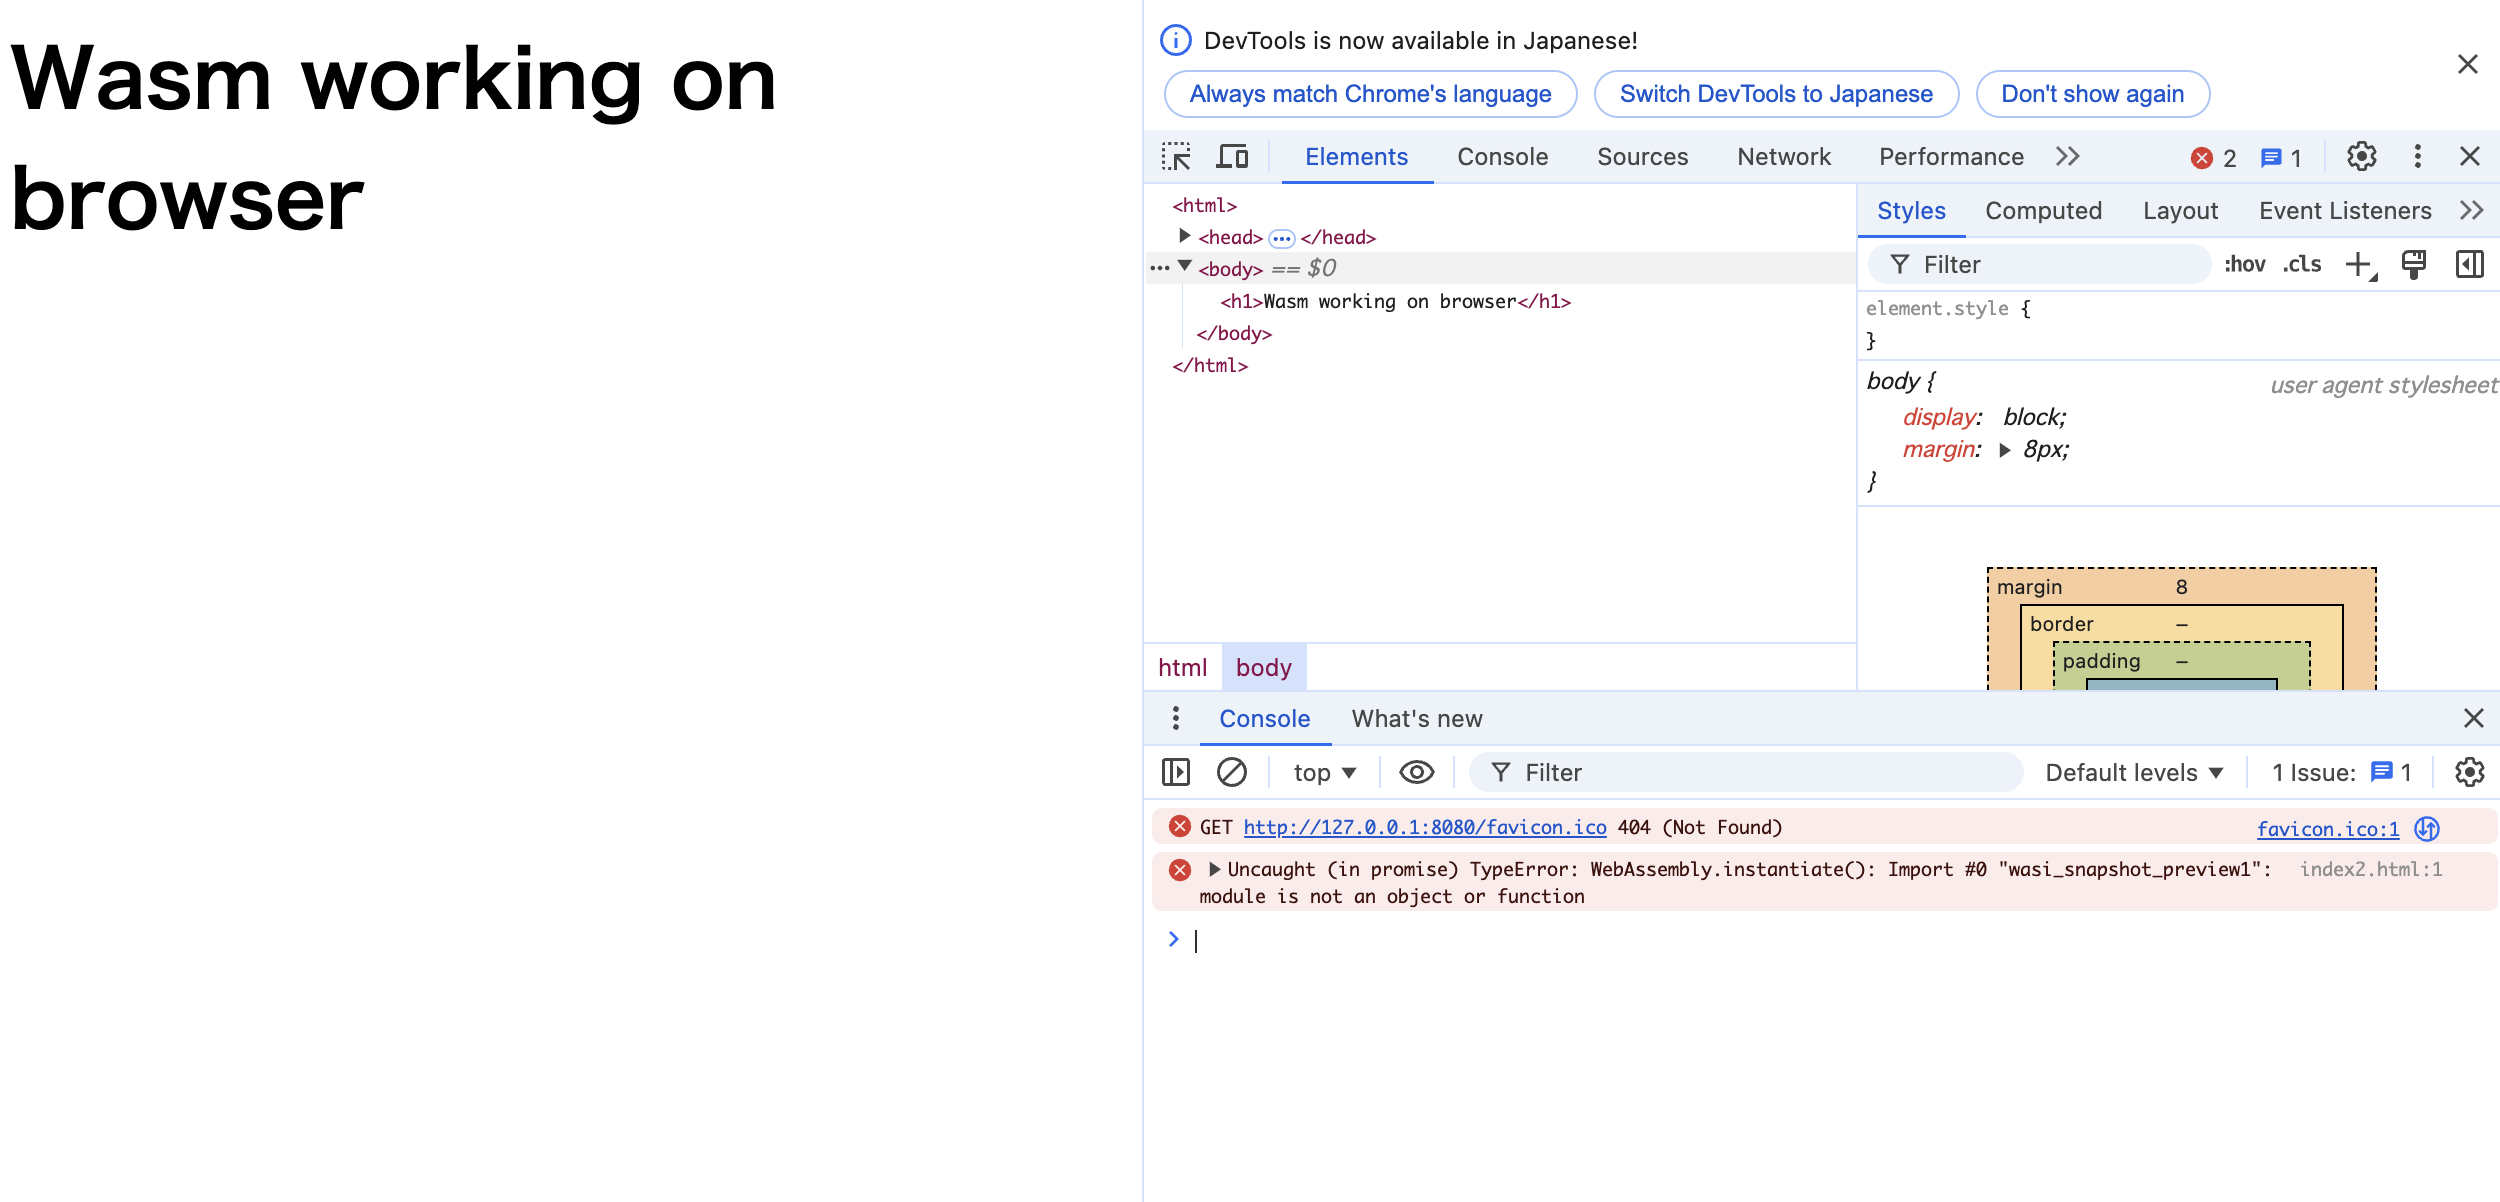 Wasm working on
browser
DevTools is now available in Japanese!
Always match Chrome's language
Switch DevTools to Japanese
Don't show again
Elements
Console
Sources
Network
Performance
2
1
<html>
<head> ••• </head>
••• <body> == $0
<h1>Wasm working on browser</h1>
</body>
</html>
html
body
Styles
Computed
Layout
Event Listeners
Filter
:hov
.cls
element.style {
}
body {
user agent stylesheet
display: block;
margin: 8px;
}
margin
8
border
–
padding
–
Console
What's new
top
Filter
Default levels
1 Issue: 1
GET http://127.0.0.1:8080/favicon.ico 404 (Not Found)
favicon.ico:1
Uncaught (in promise) TypeError: WebAssembly.instantiate(): Import #0 "wasi_snapshot_preview1":
index2.html:1
module is not an object or function